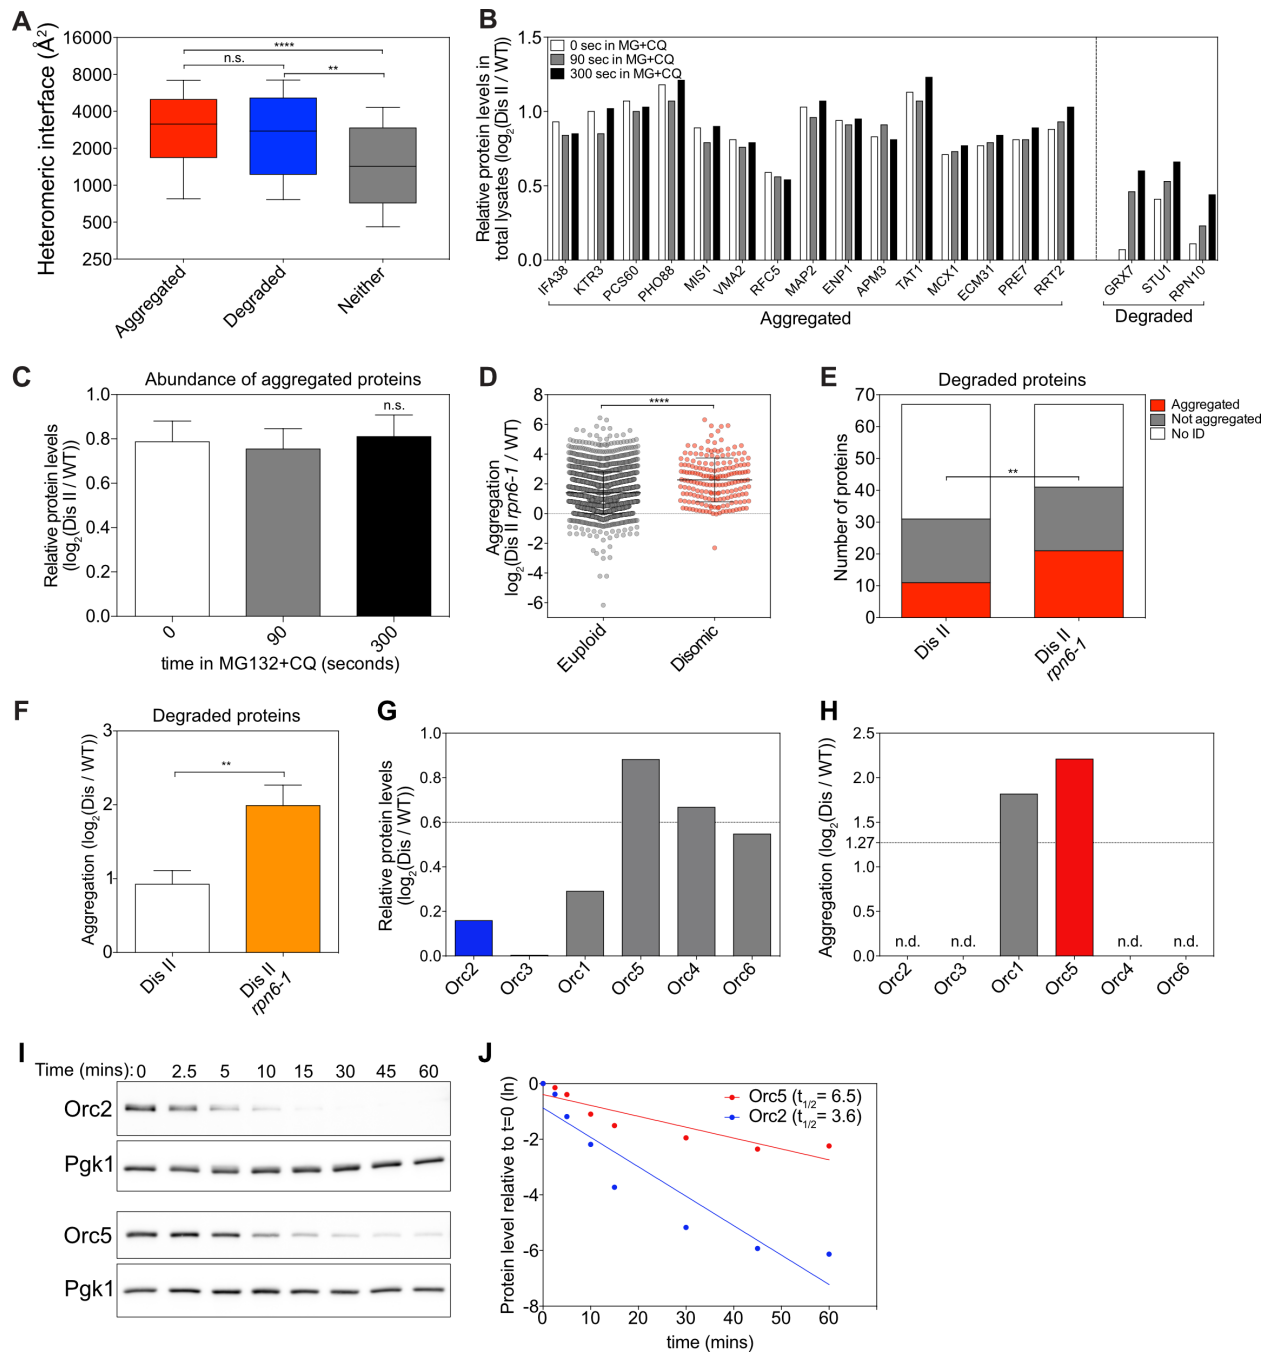 A
Heteromeric interface (Å²)
16000
8000
4000
2000
1000
500
250
****
n.s.
**
Aggregated
Degraded
Neither
B
Relative protein levels in
total lysates (log₂(Dis II / WT))
1.5
1.0
0.5
0.0
0 sec in MG+CQ
90 sec in MG+CQ
300 sec in MG+CQ
IFA38
KTR3
PCS60
PHO88
MIS1
VMA2
RFC5
MAP2
ENP1
APM3
TAT1
MCX1
ECM31
PRE7
RRT2
GRX7
STU1
RPN10
Aggregated
Degraded
C
Abundance of aggregated proteins
Relative protein levels
(log₂(Dis II / WT))
1.0
0.8
0.6
0.4
0.2
0.0
n.s.
0
90
300
time in MG132+CQ (seconds)
D
Aggregation
log₂(Dis II rpn6-1 / WT)
8
6
4
2
0
-2
-4
-6
****
Euploid
Disomic
E
Degraded proteins
Number of proteins
70
60
50
40
30
20
10
0
**
Aggregated
Not aggregated
No ID
Dis II
Dis II
rpn6-1
F
Degraded proteins
Aggregation (log₂(Dis / WT))
3
2
1
0
**
Dis II
Dis II
rpn6-1
G
Relative protein levels
(log₂(Dis / WT))
1.0
0.8
0.6
0.4
0.2
0.0
Orc2
Orc3
Orc1
Orc5
Orc4
Orc6
H
Aggregation (log₂(Dis / WT))
2.5
2.0
1.5
1.27
1.0
0.5
0.0
n.d.
n.d.
n.d.
n.d.
Orc2
Orc3
Orc1
Orc5
Orc4
Orc6
I
Time (mins): 0 2.5 5 10 15 30 45 60
Orc2
Pgk1
Orc5
Pgk1
J
Protein level relative to t=0 (ln)
0
-2
-4
-6
-8
Orc5 (t₁/₂= 6.5)
Orc2 (t₁/₂= 3.6)
0 10 20 30 40 50 60
time (mins)